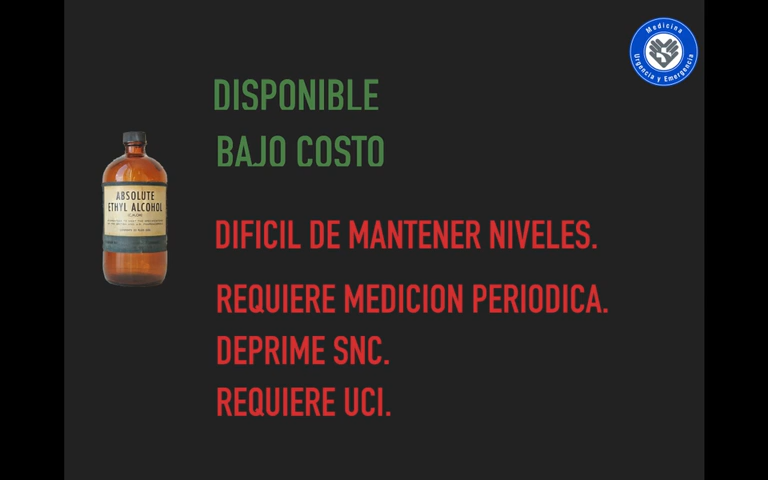 Medicina
Urgencia y Emergencia
DISPONIBLE
BAJO COSTO
ABSOLUTE
ETHYL ALCOHOL
DIFICIL DE MANTENER NIVELES.
REQUIERE MEDICION PERIODICA.
DEPRIME SNC.
REQUIERE UCI.